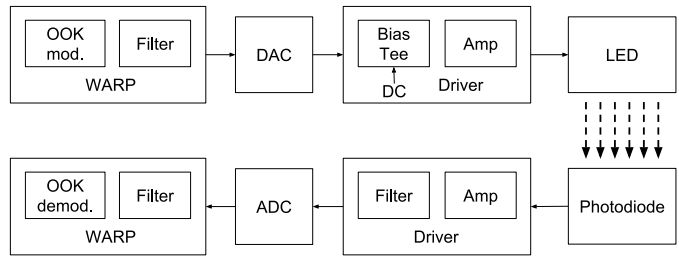 OOK
mod.
Filter
WARP
DAC
Bias
Tee
DC
Amp
Driver
LED
OOK
demod.
Filter
WARP
ADC
Filter
Amp
Driver
Photodiode